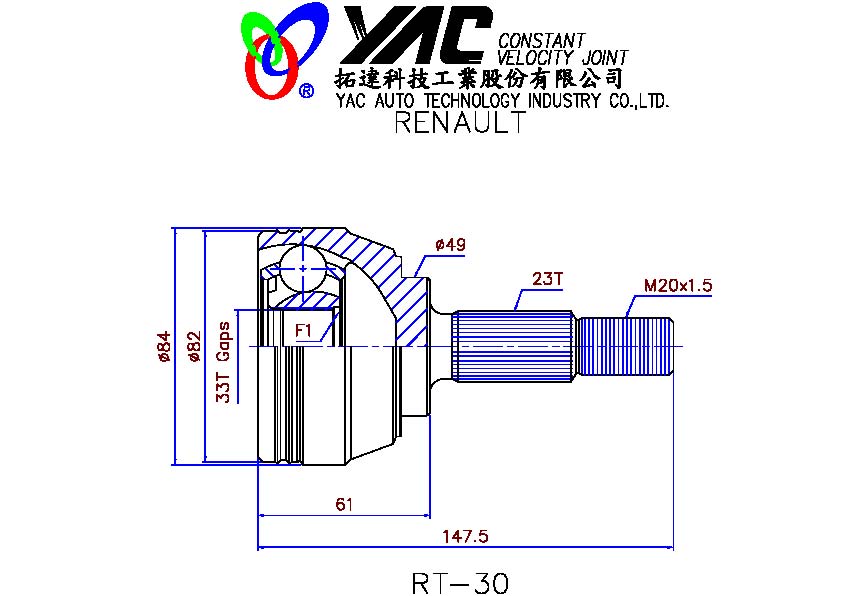 YAC CONSTANT
VELOCITY JOINT
®
拓達科技工業股份有限公司
YAC AUTO TECHNOLOGY INDUSTRY CO.,LTD.
RENAULT
ø49
23T
M20x1.5
F1
ø84
ø82
33T Gaps
61
147.5
RT-30